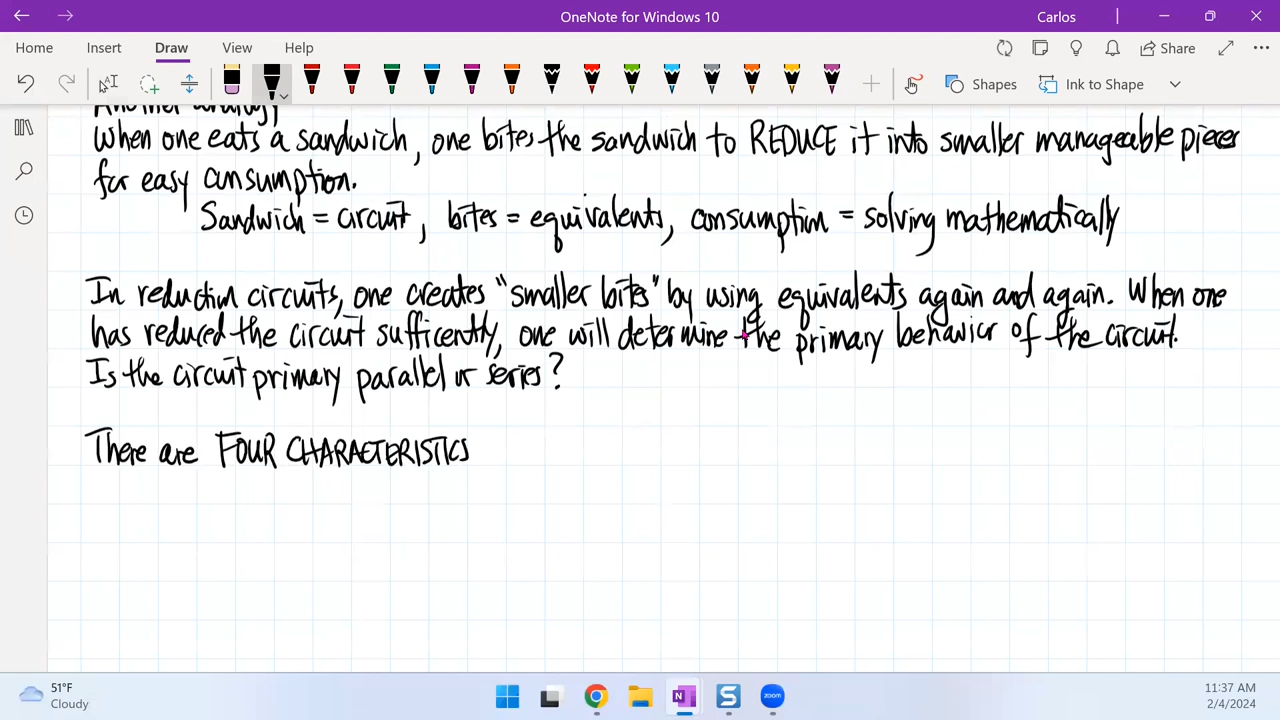 OneNote for Windows 10
Carlos
Home Insert Draw View Help
Share
Shapes
Ink to Shape
Another analogy
When one eats a sandwich, one bites the sandwich to REDUCE it into smaller manageable pieces
for easy consumption.
Sandwich = circuit, bites = equivalents, consumption = solving mathematically
In reduction circuits, one creates "smaller bites" by using equivalents again and again. When one
has reduced the circuit sufficently, one will determine the primary behavior of the circuit.
Is the circuit primary parallel or series?
There are FOUR CHARACTERISTICS
51°F
Cloudy
zoom
11:37 AM
2/4/2024